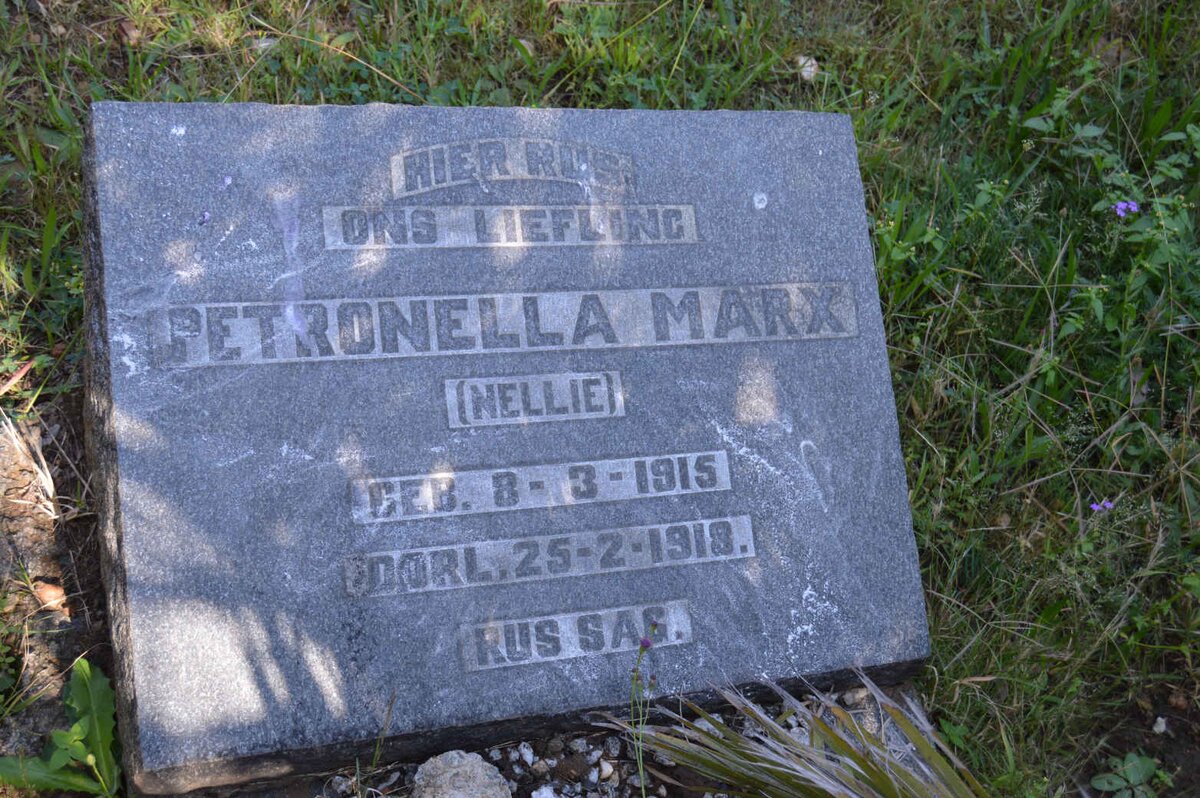 HIER RUS
ONS LIEFLING
PETRONELLA MARX
(NELLIE)
GEB. 8-3-1915
OORL. 25-2-1918.
RUS SAG.